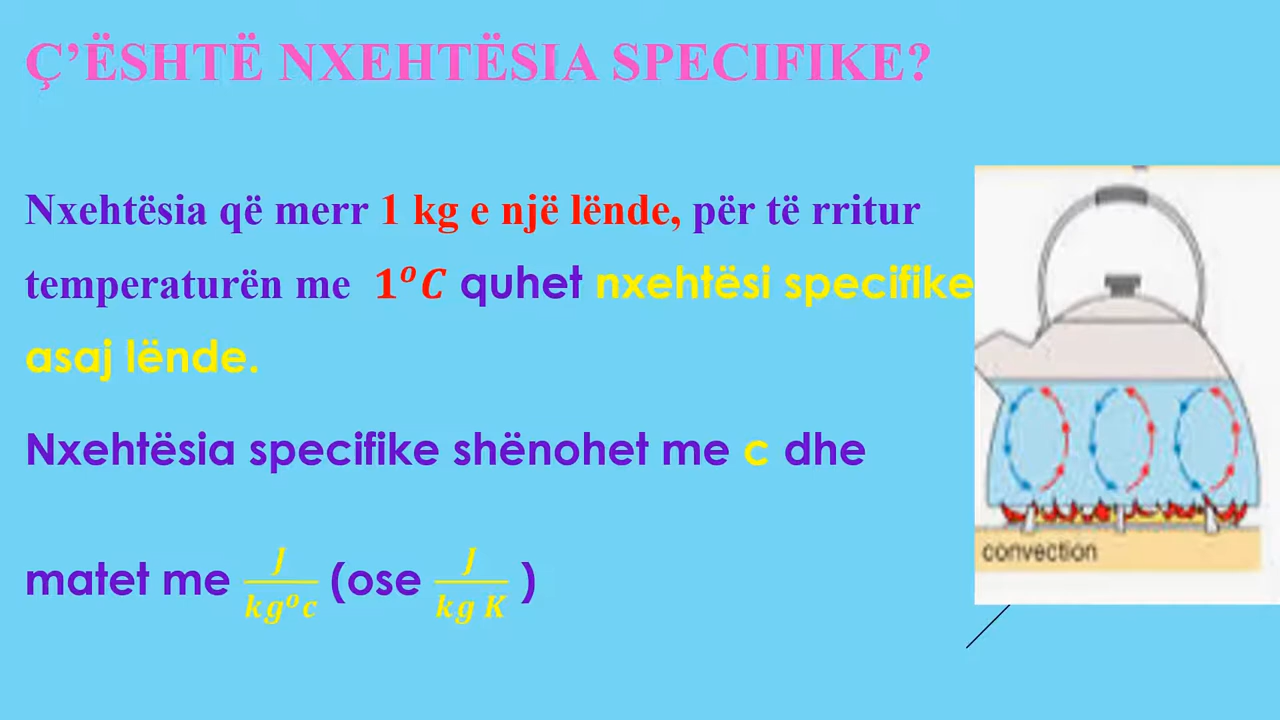 Ç’ËSHTË NXEHTËSIA SPECIFIKE?
Nxehtësia që merr 1 kg e një lënde, për të rritur
temperaturën me 1°C quhet nxehtësi specifike
asaj lënde.
Nxehtësia specifike shënohet me c dhe
matet me J/kg°c (ose J/kg K )
convection